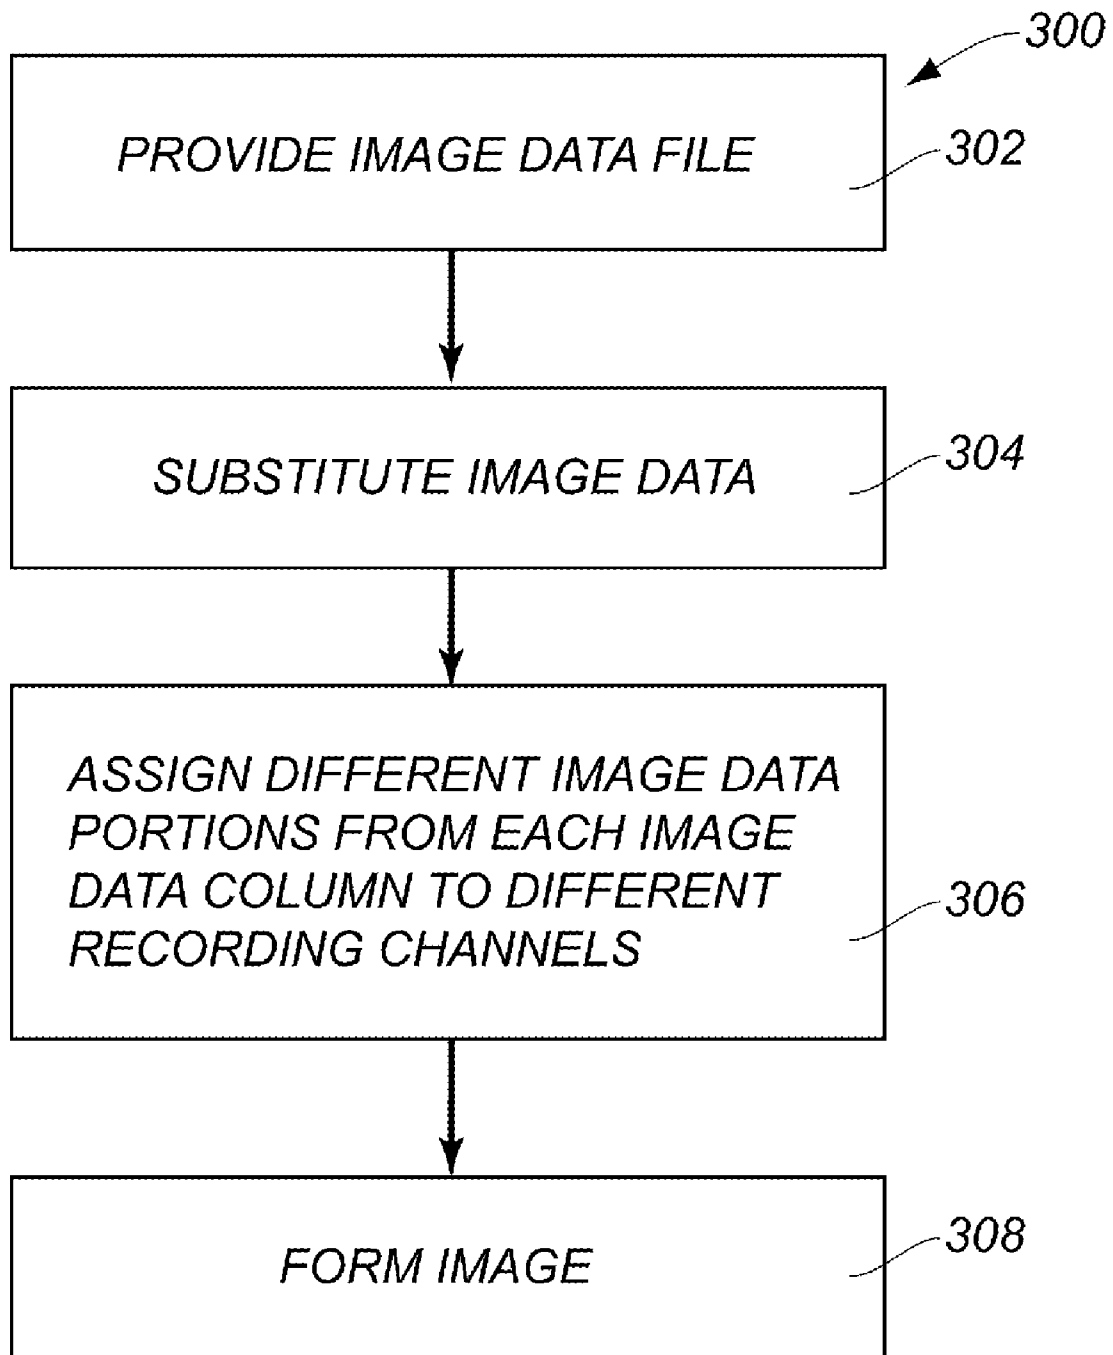 300
PROVIDE IMAGE DATA FILE
302
SUBSTITUTE IMAGE DATA
304
ASSIGN DIFFERENT IMAGE DATA
PORTIONS FROM EACH IMAGE
DATA COLUMN TO DIFFERENT
RECORDING CHANNELS
306
FORM IMAGE
308